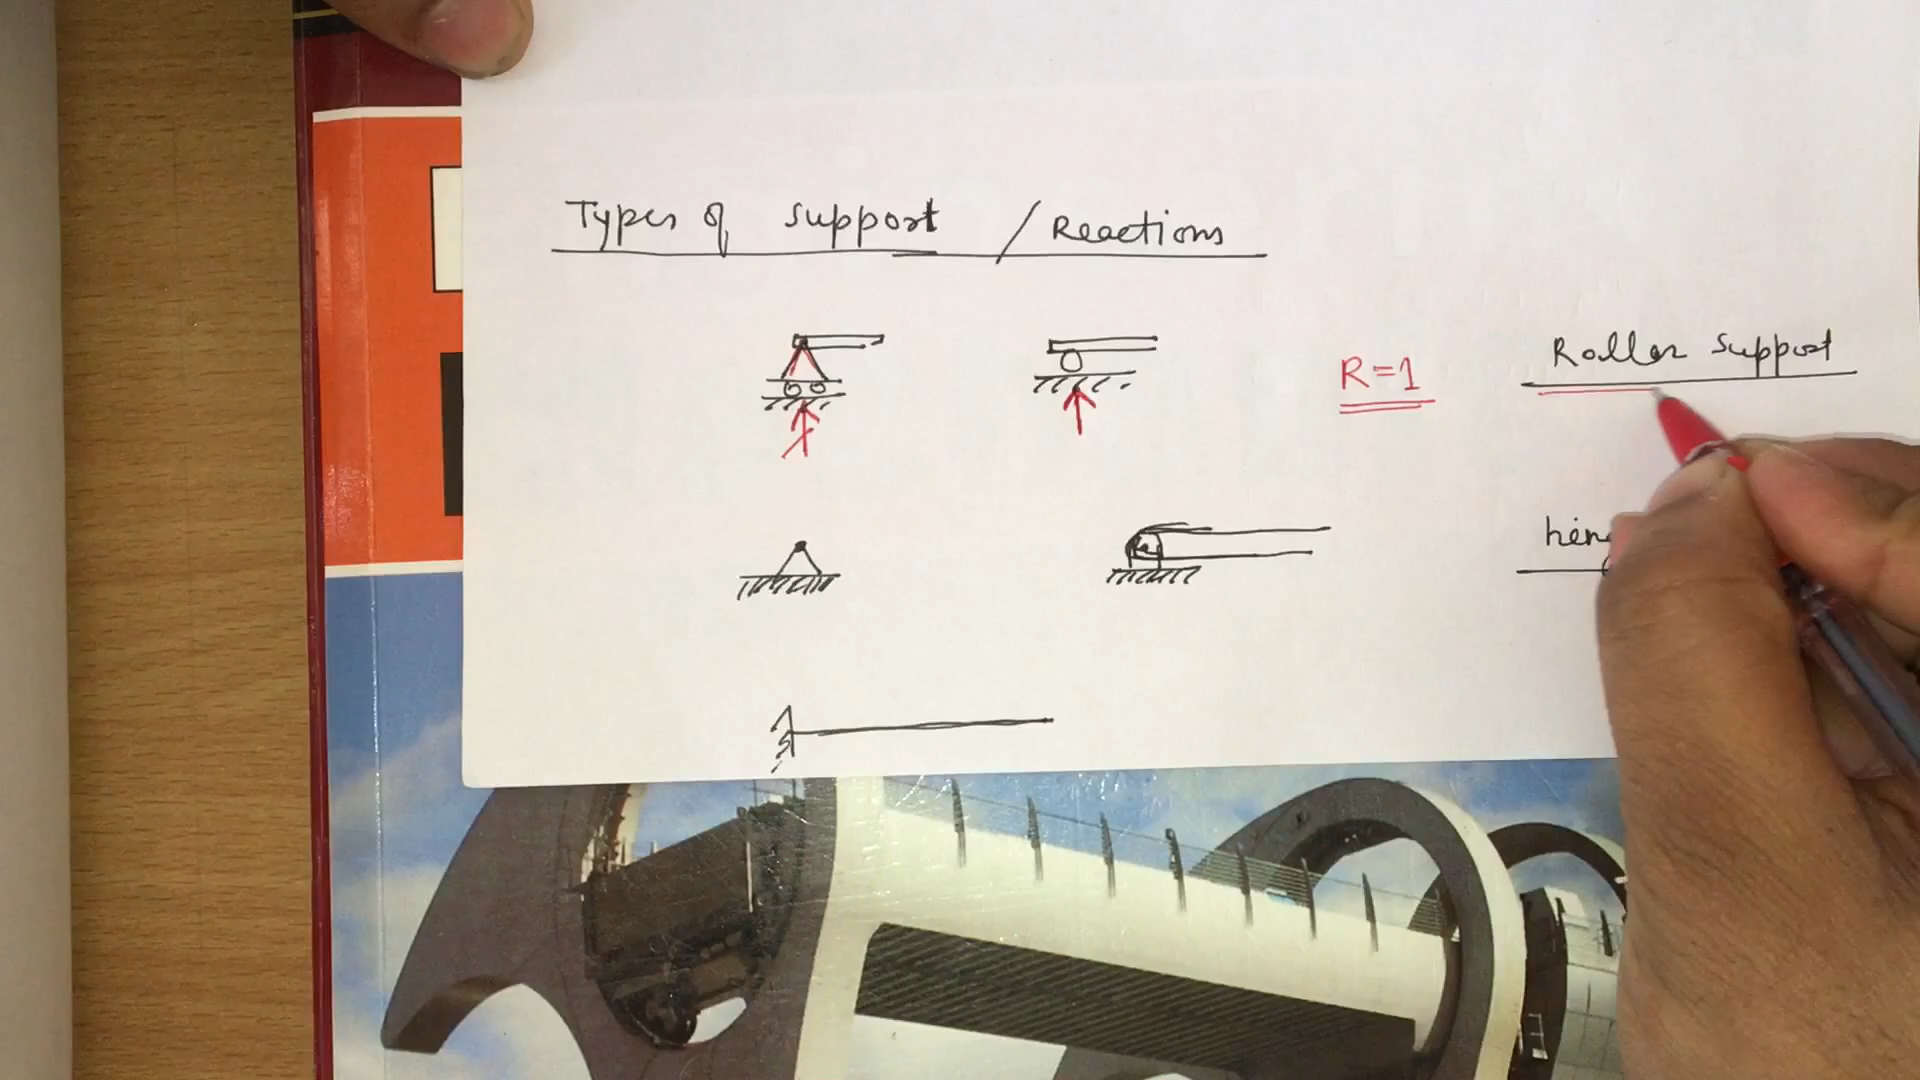 Types of Support / Reactions
R=1
Roller Support